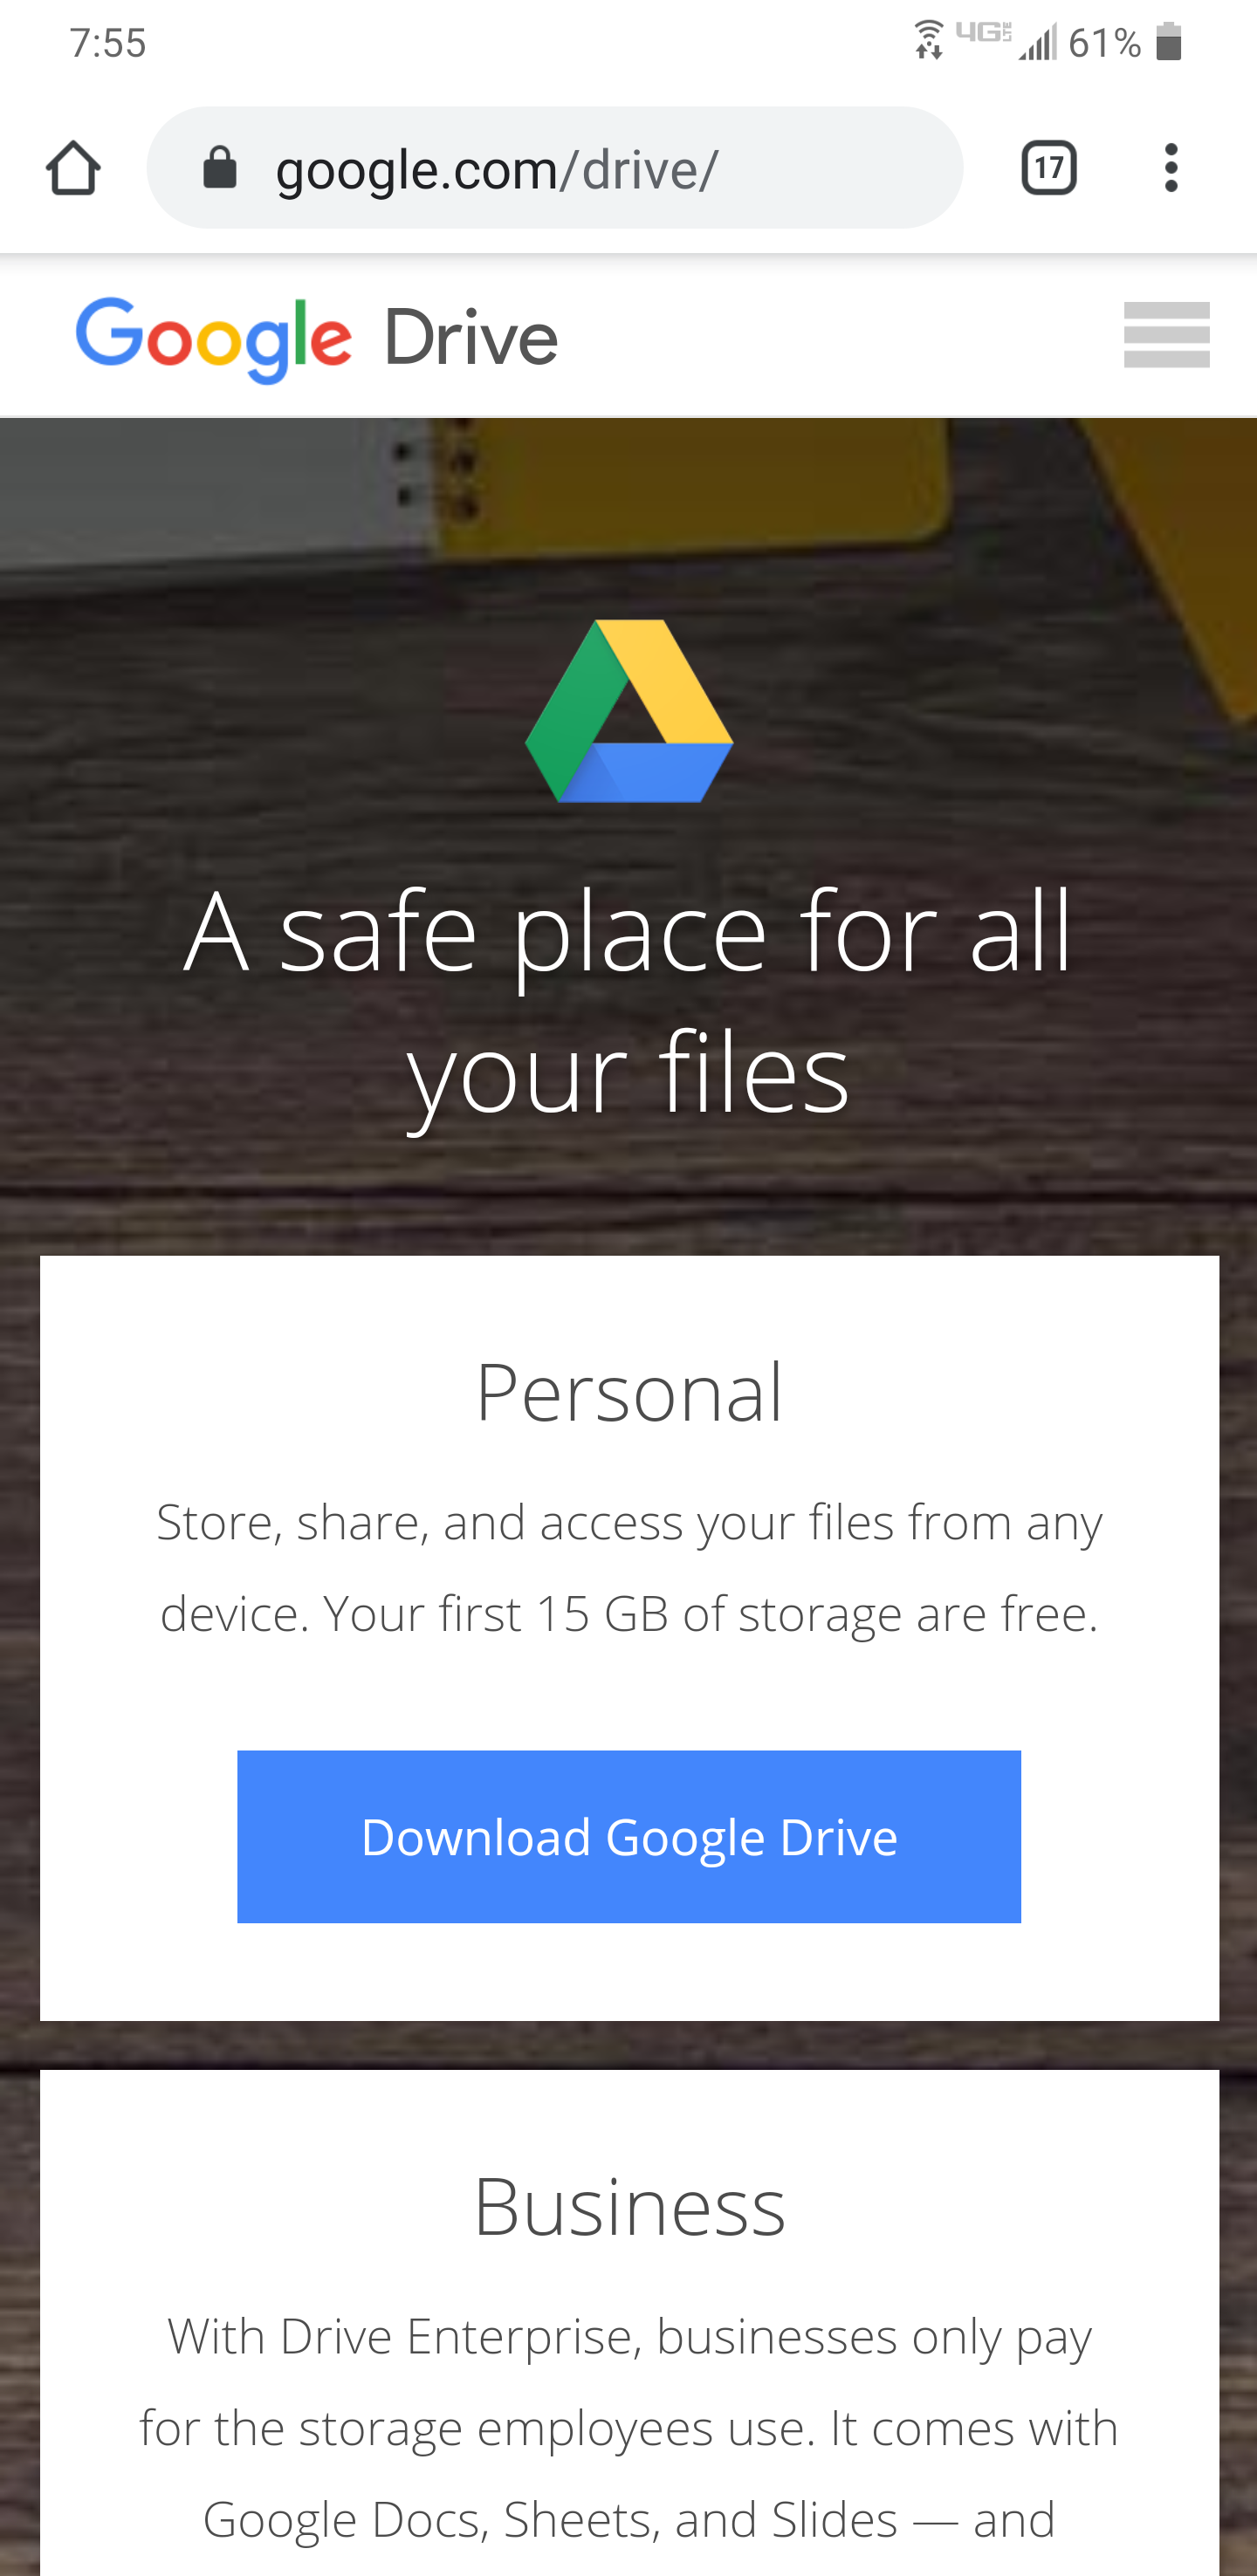 7:55 4G LTE 61%
google.com/drive/ 17
Google Drive
A safe place for all
your files
Personal
Store, share, and access your files from any
device. Your first 15 GB of storage are free.
Download Google Drive
Business
With Drive Enterprise, businesses only pay
for the storage employees use. It comes with
Google Docs, Sheets, and Slides — and